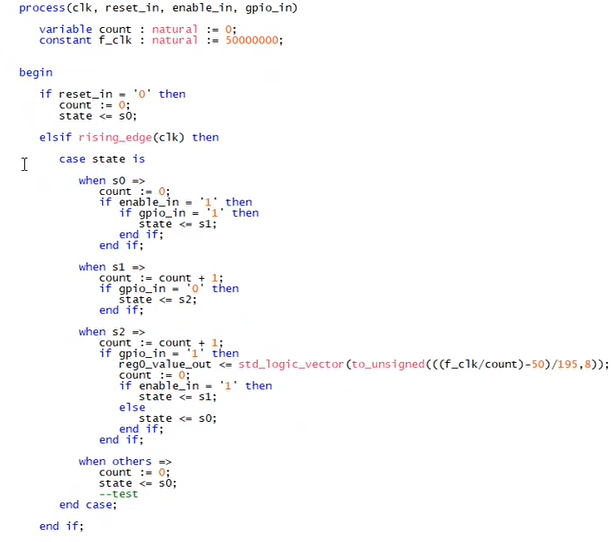 process(clk, reset_in, enable_in, gpio_in)
variable count : natural := 0;
constant f_clk : natural := 50000000;
begin
if reset_in = '0' then
count := 0;
state <= s0;
elsif rising_edge(clk) then
case state is
when s0 =>
count := 0;
if enable_in = '1' then
if gpio_in = '1' then
state <= s1;
end if;
end if;
when s1 =>
count := count + 1;
if gpio_in = '0' then
state <= s2;
end if;
when s2 =>
count := count + 1;
if gpio_in = '1' then
reg0_value_out <= std_logic_vector(to_unsigned(((f_clk/count)-50)/195,8));
count := 0;
if enable_in = '1' then
state <= s1;
else
state <= s0;
end if;
end if;
when others =>
count := 0;
state <= s0;
--test
end case;
end if;